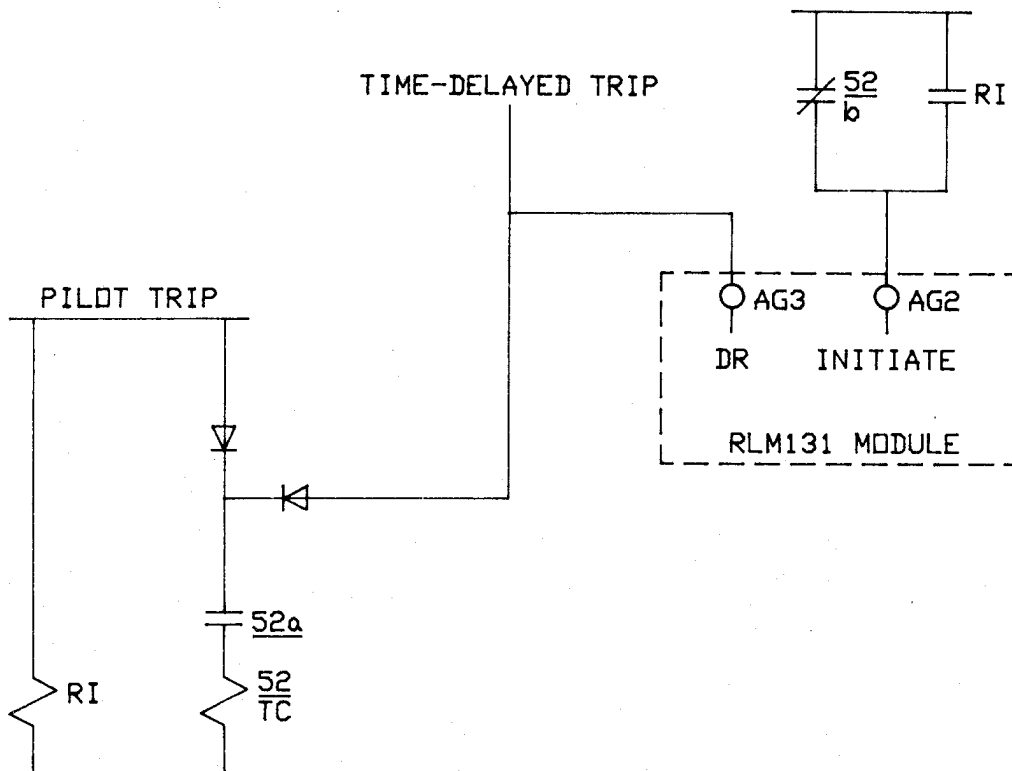 TIME-DELAYED TRIP
52
b
RI
PILOT TRIP
AG3
AG2
DR
INITIATE
RLM131 MODULE
52a
RI
52
TC